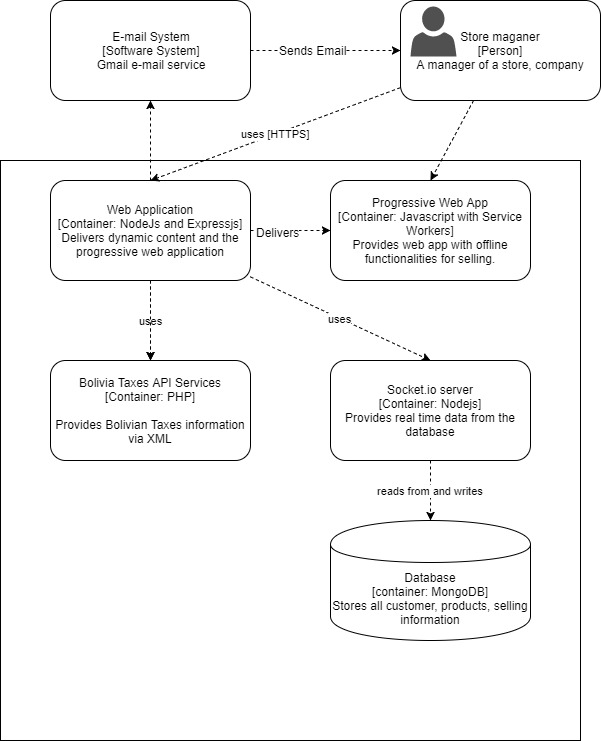 E-mail System
[Software System]
Gmail e-mail service
Sends Email
Store maganer
[Person]
A manager of a store, company
uses [HTTPS]
Web Application
[Container: NodeJs and Expressjs]
Delivers dynamic content and the
progressive web application
Delivers
Progressive Web App
[Container: Javascript with Service
Workers]
Provides web app with offline
functionalities for selling.
uses
uses
Bolivia Taxes API Services
[Container: PHP]
Provides Bolivian Taxes information
via XML
Socket.io server
[Container: Nodejs]
Provides real time data from the
database
reads from and writes
Database
[container: MongoDB]
Stores all customer, products, selling
information